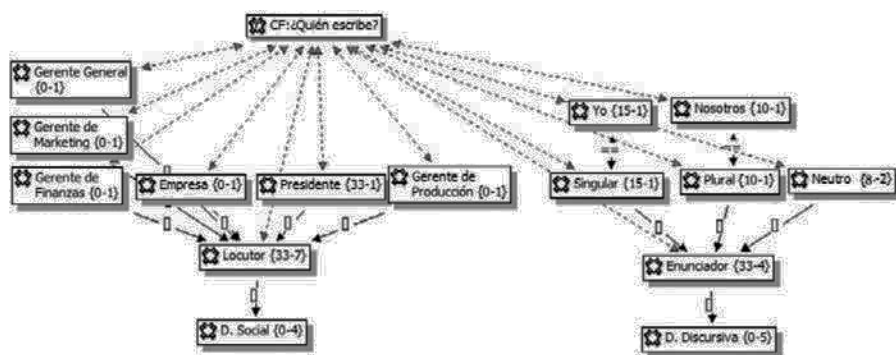 CF:¿Quién escribe?
Gerente General
{0-1}
Yo {15-1}
Nosotros {10-1}
Gerente de
Marketing {0-1}
==
==
Gerente de
Finanzas {0-1}
Empresa {0-1}
Presidente {33-1}
Gerente de
Producción {0-1}
Singular {15-1}
Plural {10-1}
Neutro {8-2}
[]
[]
[]
[]
[]
[]
[]
[]
Locutor {33-7}
Enunciador {33-4}
[]
[]
D. Social {0-4}
D. Discursiva {0-5}